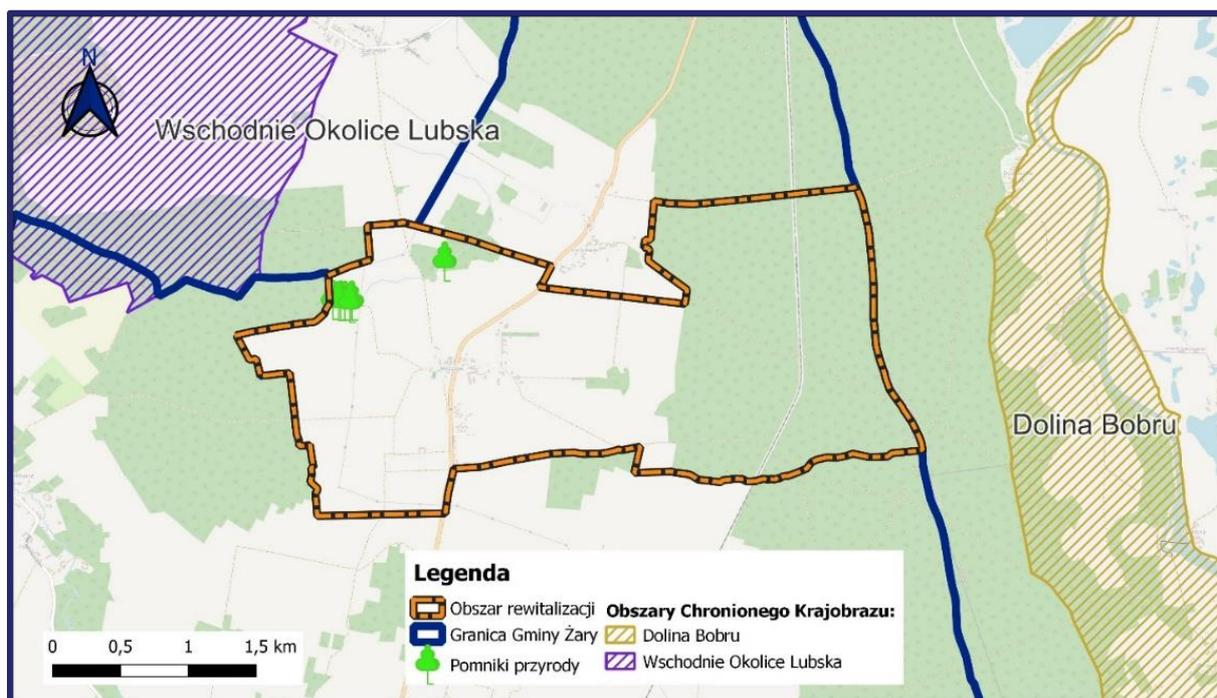 N
Wschodnie Okolice Lubska
Dolina Bobru
Legenda
Obszar rewitalizacji
Granica Gminy Żary
Pomniki przyrody
Obszary Chronionego Krajobrazu:
Dolina Bobru
Wschodnie Okolice Lubska
0 0,5 1 1,5 km